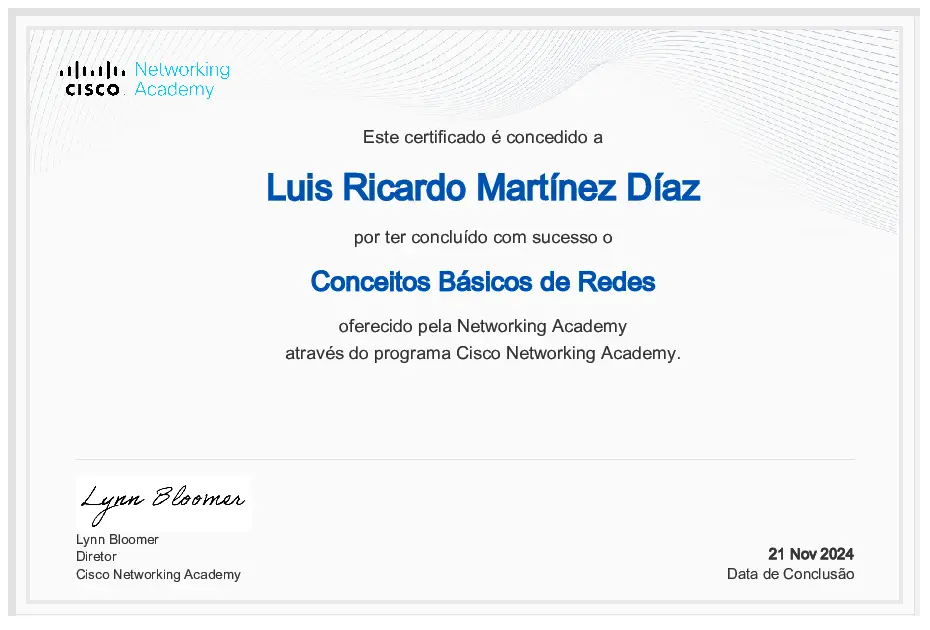 Networking
CISCO Academy
Este certificado é concedido a
Luis Ricardo Martínez Díaz
por ter concluído com sucesso o
Conceitos Básicos de Redes
oferecido pela Networking Academy
através do programa Cisco Networking Academy.
Lynn Bloomer
Lynn Bloomer
Diretor
Cisco Networking Academy
21 Nov 2024
Data de Conclusão